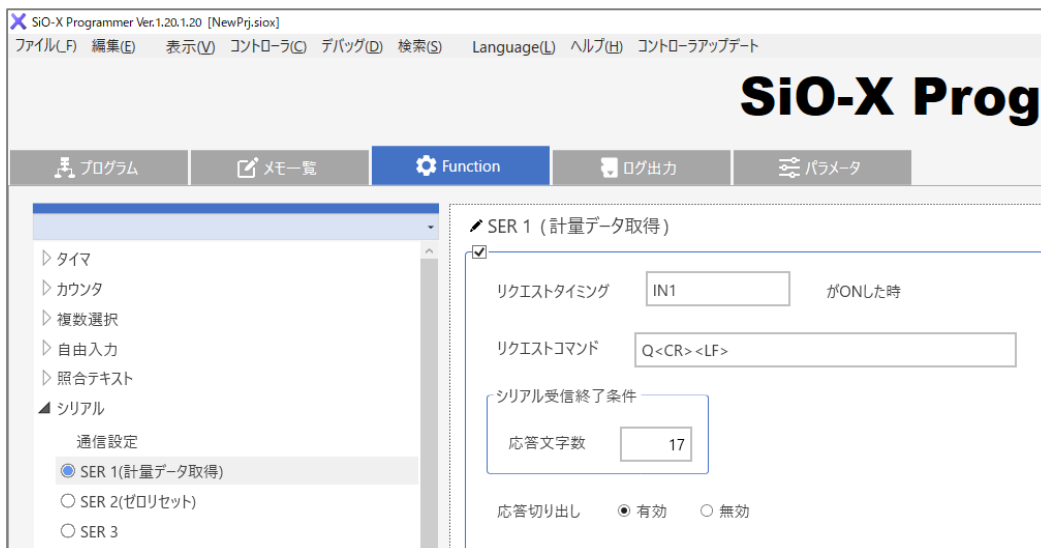 SiO-X Programmer Ver.1.20.1.20 [NewPrj.siox]
ファイル(_F) 編集(E) 表示(V) コントローラ(C) デバッグ(D) 検索(S) Language(L) ヘルプ(H) コントローラアップデート
SiO-X Prog
プログラム メモ一覧 Function ログ出力 パラメータ
SER 1 (計量データ取得)
タイマ
リクエストタイミング IN1 がONした時
カウンタ
複数選択
自由入力
リクエストコマンド Q<CR><LF>
照合テキスト
シリアル
シリアル受信終了条件
通信設定
応答文字数 17
SER 1(計量データ取得)
SER 2(ゼロリセット)
応答切り出し 有効 無効
SER 3